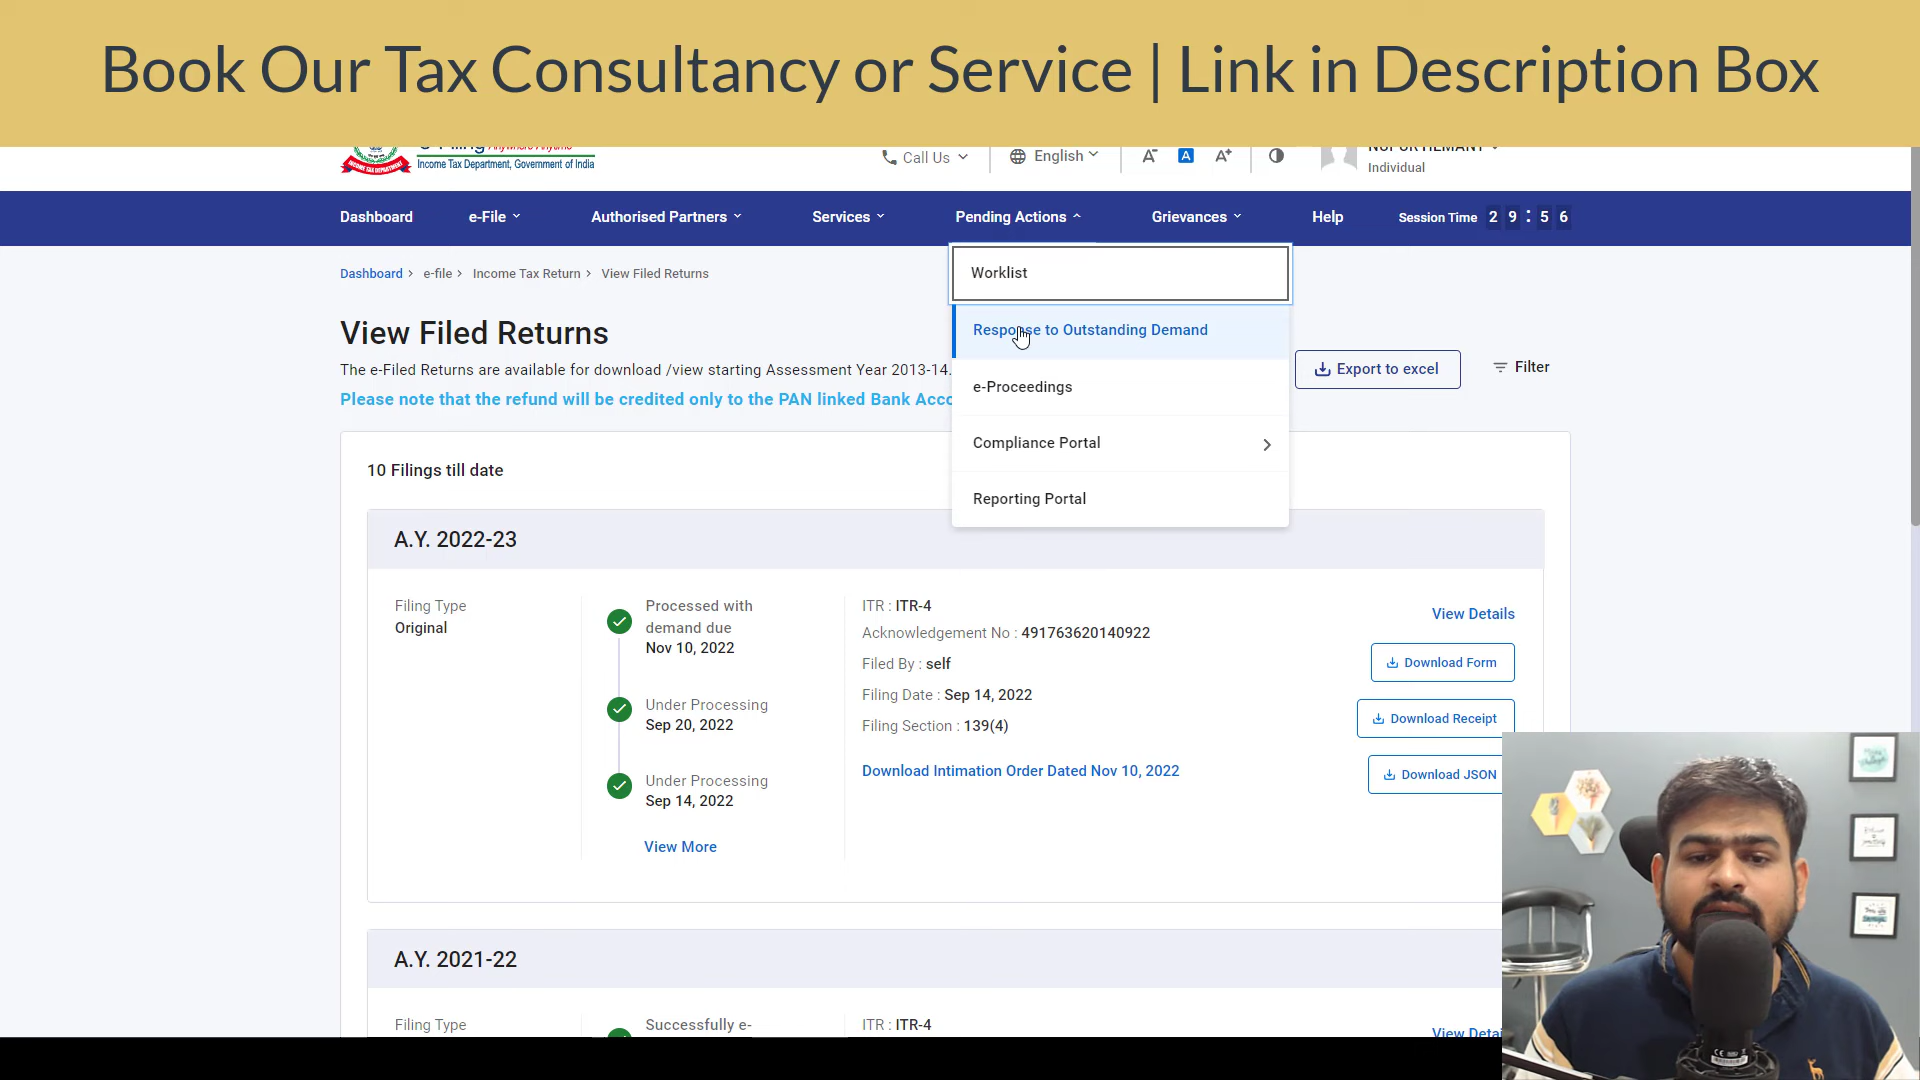 Book Our Tax Consultancy or Service | Link in Description Box
Income Tax Department, Government of India
Call Us
English
A-
A
A+
Individual
Dashboard
e-File
Authorised Partners
Services
Pending Actions
Grievances
Help
Session Time 29:56
Dashboard > e-file > Income Tax Return > View Filed Returns
Worklist
Response to Outstanding Demand
e-Proceedings
Compliance Portal
Reporting Portal
View Filed Returns
The e-Filed Returns are available for download /view starting Assessment Year 2013-14.
Please note that the refund will be credited only to the PAN linked Bank Acco
Export to excel
Filter
10 Filings till date
A.Y. 2022-23
Filing Type
Original
Processed with
demand due
Nov 10, 2022
Under Processing
Sep 20, 2022
Under Processing
Sep 14, 2022
View More
ITR : ITR-4
Acknowledgement No : 491763620140922
Filed By : self
Filing Date : Sep 14, 2022
Filing Section : 139(4)
Download Intimation Order Dated Nov 10, 2022
View Details
Download Form
Download Receipt
Download JSON
A.Y. 2021-22
Filing Type
Successfully e-
ITR : ITR-4
View Detai